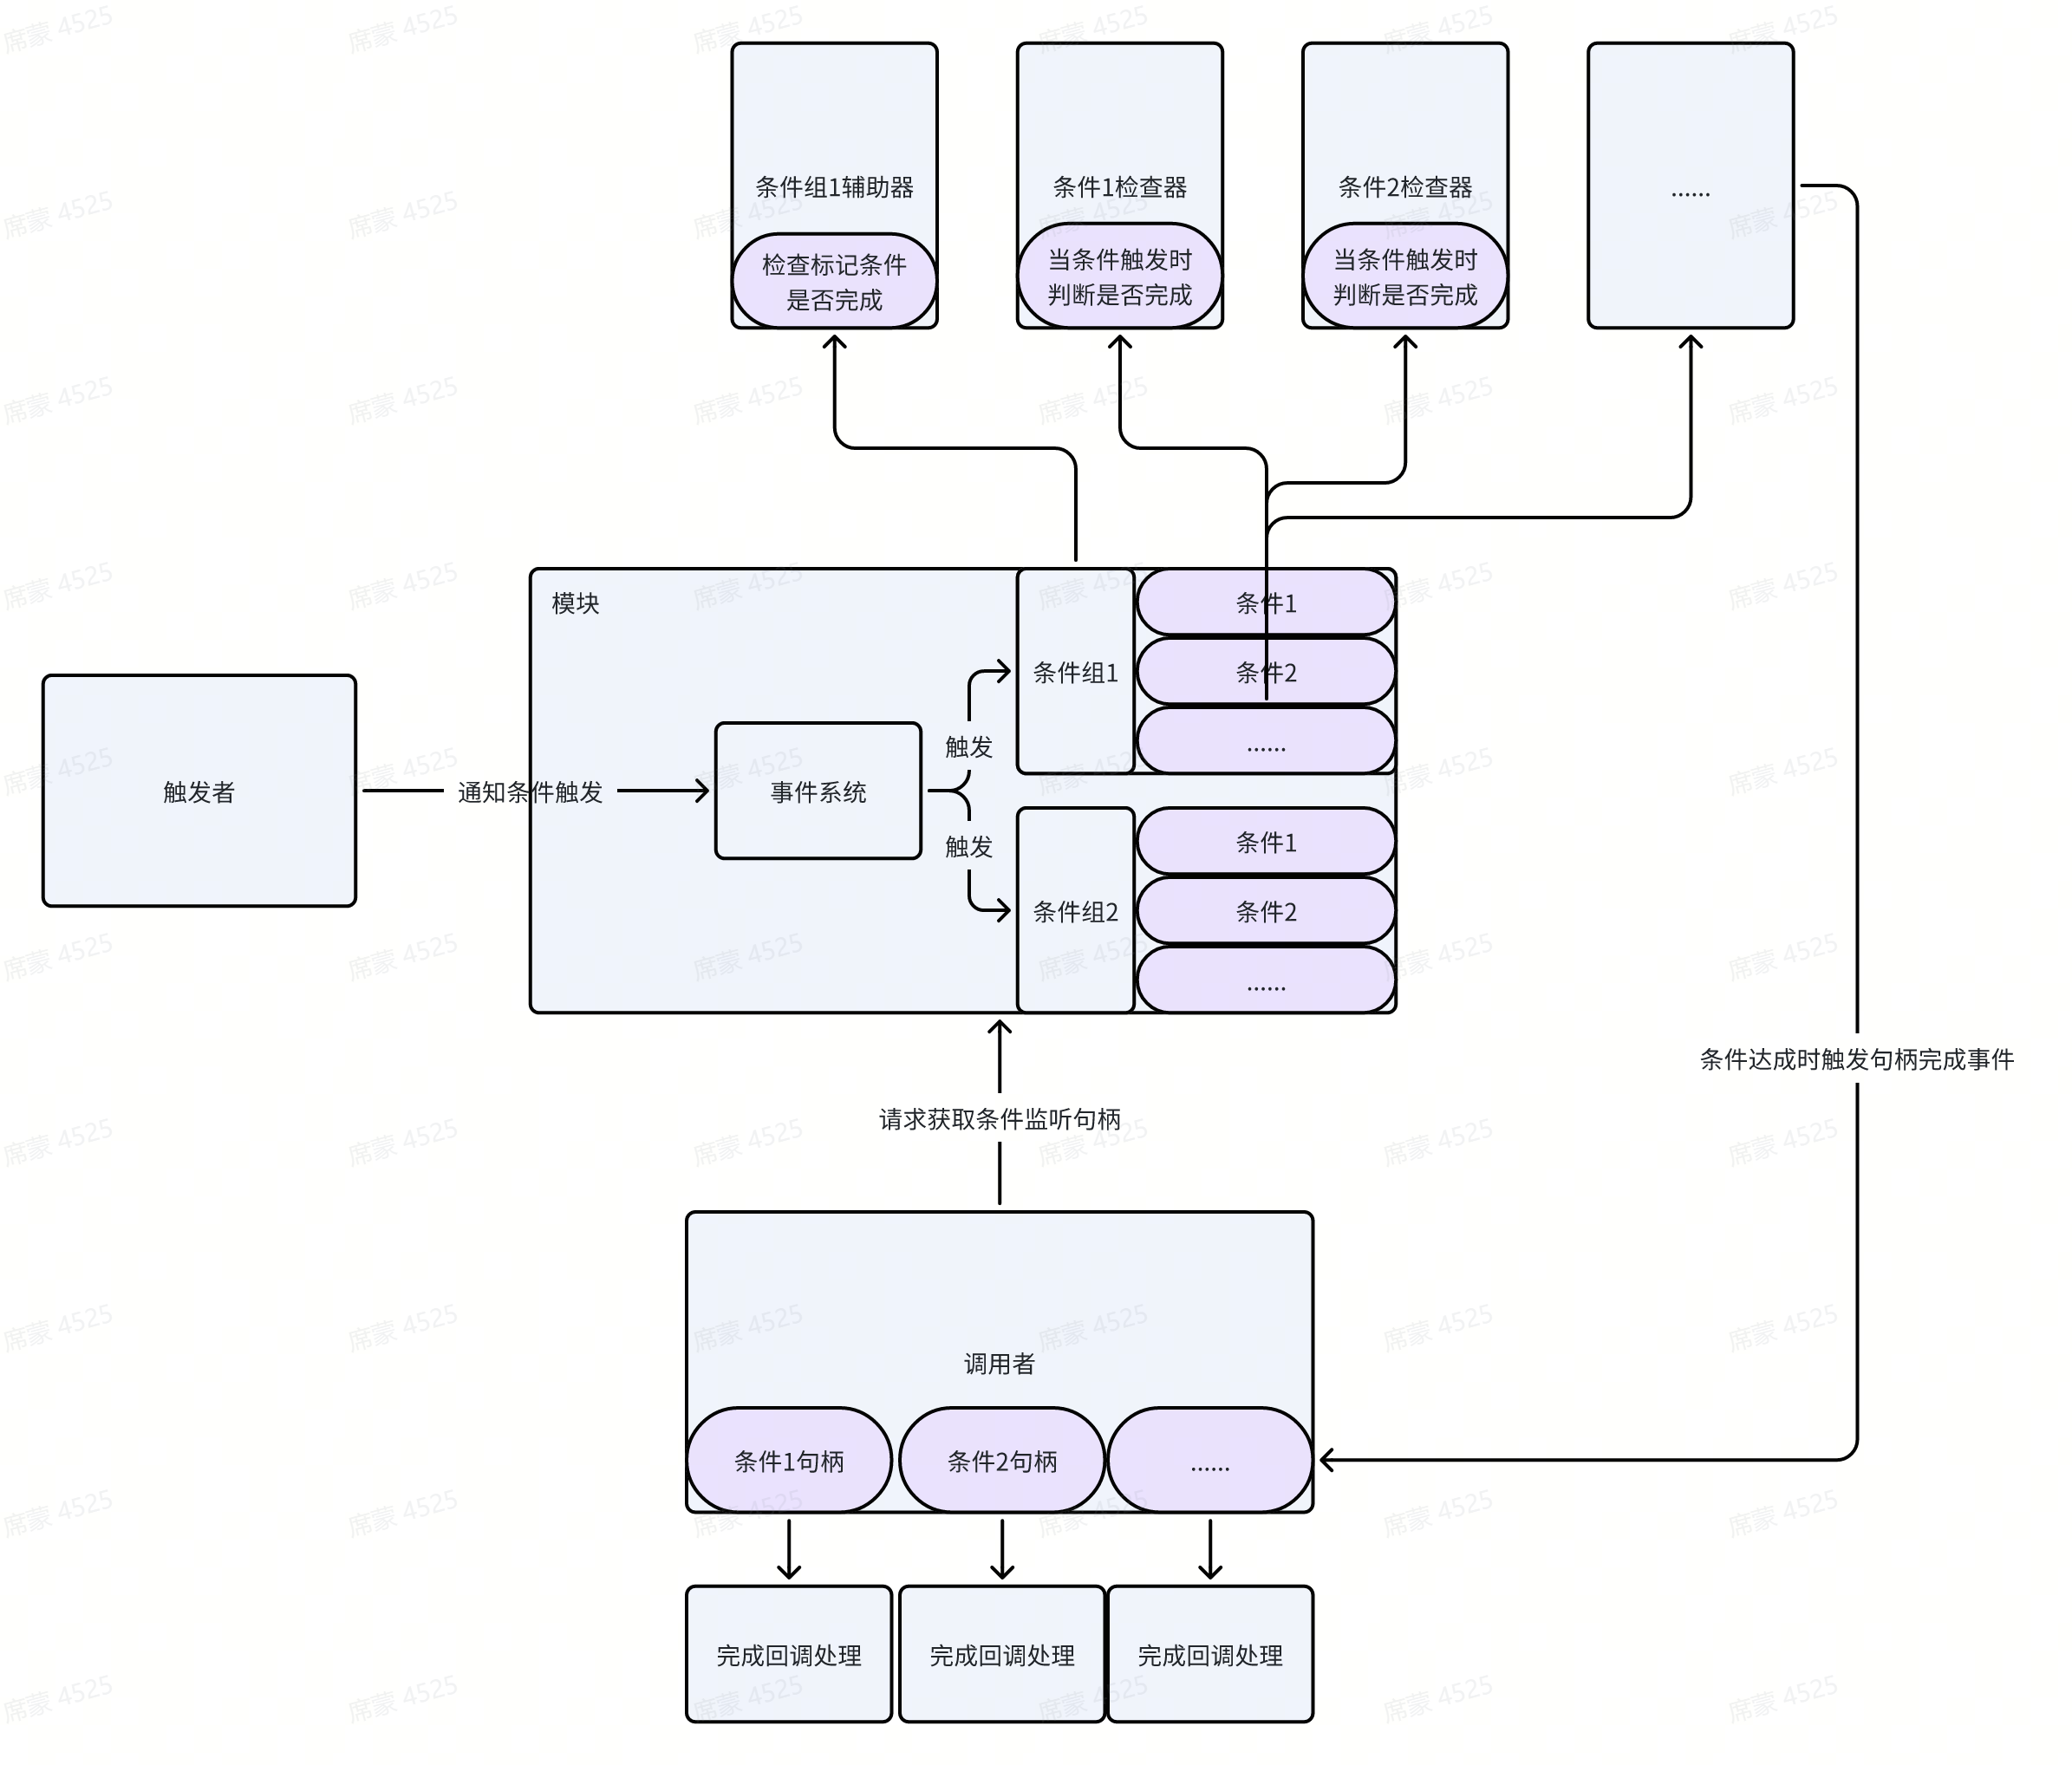 条件组1辅助器
检查标记条件
是否完成
条件1检查器
当条件触发时
判断是否完成
条件2检查器
当条件触发时
判断是否完成
……
模块
触发者
通知条件触发
事件系统
触发
触发
条件组1
条件1
条件2
……
条件组2
条件1
条件2
……
条件达成时触发句柄完成事件
请求获取条件监听句柄
调用者
条件1句柄
条件2句柄
……
完成回调处理
完成回调处理
完成回调处理
席蒙 4525